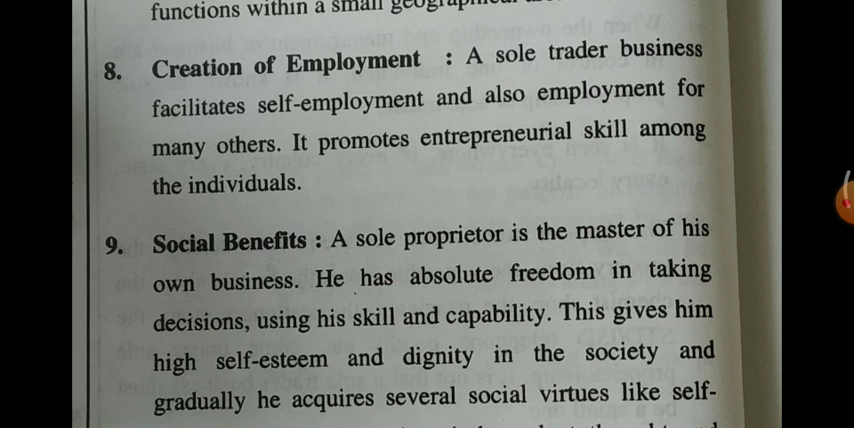 functions within a small
8. Creation of Employment : A sole trader business
facilitates self-employment and also employment for
many others. It promotes entrepreneurial skill among
the individuals.
9. Social Benefits : A sole proprietor is the master of his
own business. He has absolute freedom in taking
decisions, using his skill and capability. This gives him
high self-esteem and dignity in the society and
gradually he acquires several social virtues like self-